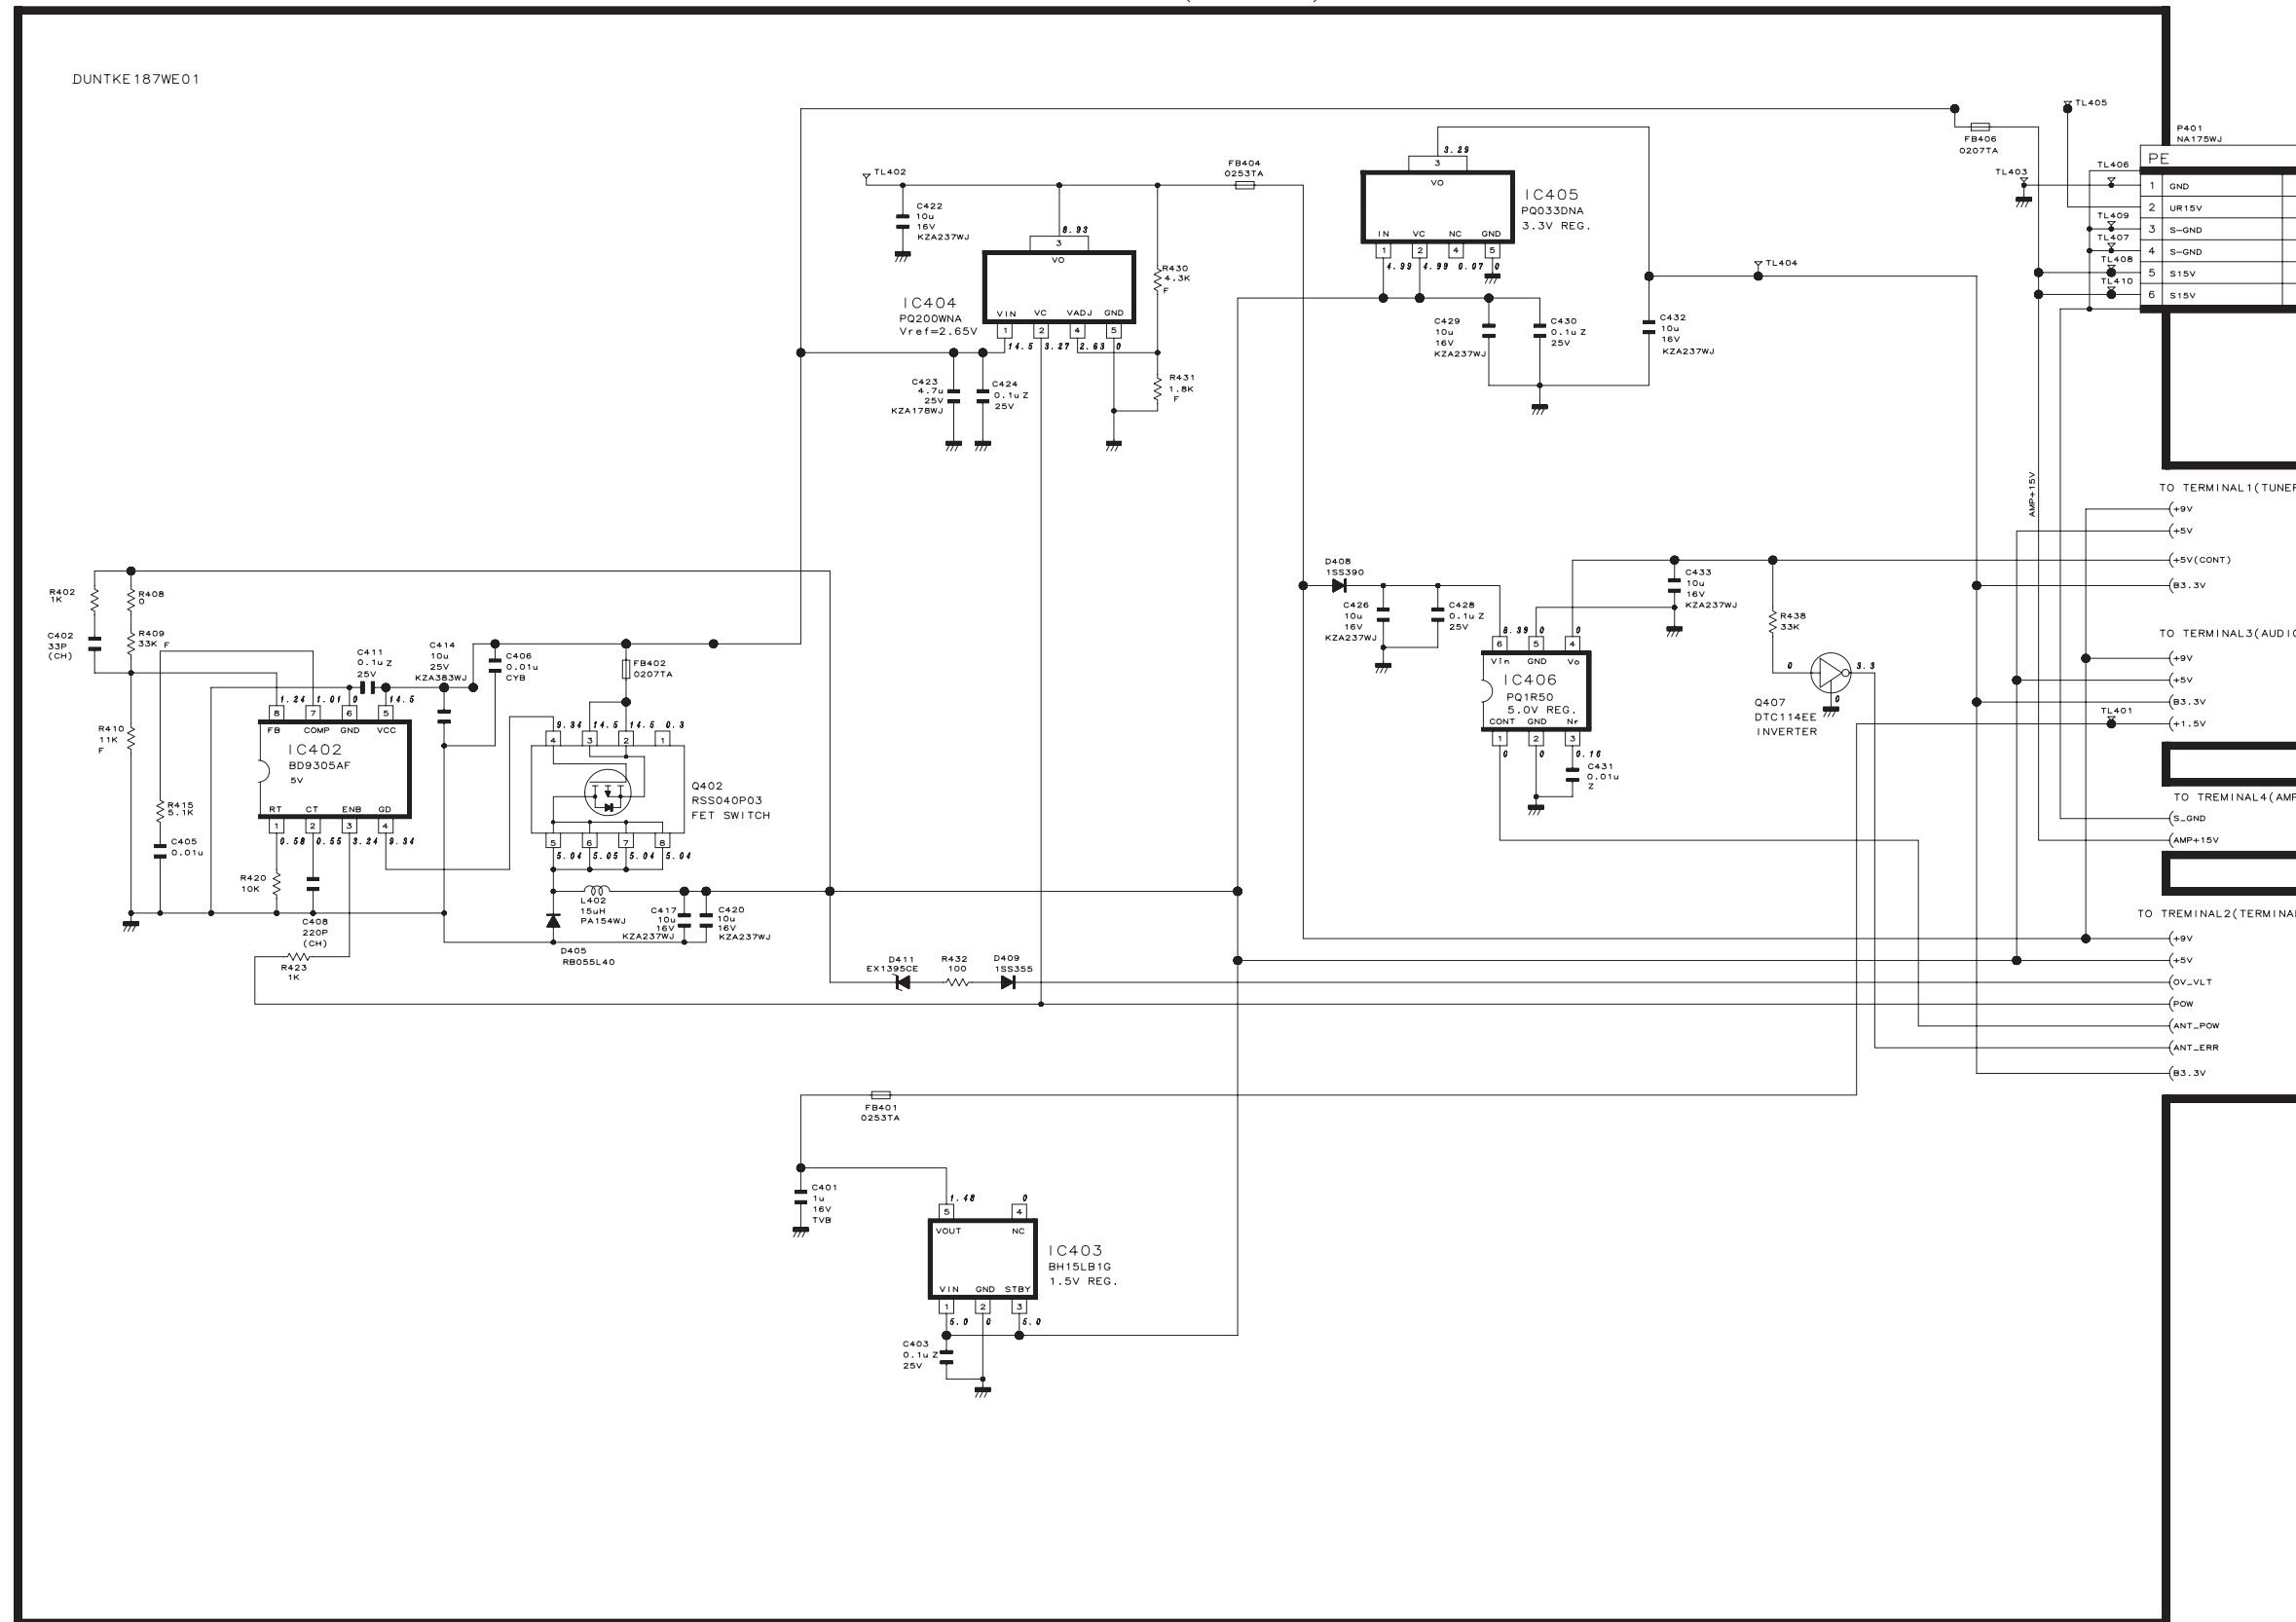 DUNTKE187WE01
TL405
P401
NA175WJ
FB406
0207TA
PE
TL403
TL406
1 GND
2 UR15V
TL409
3 S-GND
TL407
4 S-GND
TL408
5 S15V
TL410
6 S15V
TL402
FB404
0253TA
C422
10u
16V
KZA237WJ
8.93
3
VO
IC404
PQ200WNA
Vref=2.65V
VIN VC VADJ GND
1 2 4 5
14.5 3.27 2.63 0
R430
4.3K
F
R431
1.8K
F
C423
4.7u
25V
KZA178WJ
C424
0.1u Z
25V
3.29
3
VO
IC405
PQ033DNA
3.3V REG.
IN VC NC GND
1 2 4 5
4.99 4.99 0.07 0
TL404
C429
10u
16V
KZA237WJ
C430
0.1u Z
25V
C432
10u
16V
KZA237WJ
AMP+15V
TO TERMINAL1(TUNER
+9V
+5V
+5V(CONT)
B3.3V
TO TERMINAL3(AUDIO
+9V
+5V
B3.3V
TL401
+1.5V
TO TREMINAL4(AMP
S_GND
AMP+15V
TO TREMINAL2(TERMINAL
+9V
+5V
OV_VLT
POW
ANT_POW
ANT_ERR
B3.3V
R402
1K
R408
0
C402
33P
(CH)
R409
33K F
C411
0.1u Z
25V
C414
10u
25V
KZA383WJ
C406
0.01u
CYB
FB402
0207TA
R410
11K
F
1.24 1.01 0 14.5
8 7 6 5
FB COMP GND VCC
IC402
BD9305AF
5V
RT CT ENB GD
1 2 3 4
0.58 0.55 3.24 9.34
R415
5.1K
C405
0.01u
R420
10K
C408
220P
(CH)
R423
1K
9.34 14.5 14.5 0.3
4 3 2 1
Q402
RSS040P03
FET SWITCH
5 6 7 8
5.04 5.05 5.04 5.04
L402
15uH
PA154WJ
C417
10u
16V
KZA237WJ
C420
10u
16V
KZA237WJ
D405
RB055L40
D411
EX1395CE
R432
100
D409
1SS355
D408
1SS390
C426
10u
16V
KZA237WJ
C428
0.1u Z
25V
8.39 0 0
6 5 4
Vin GND Vo
IC406
PQ1R50
5.0V REG.
CONT GND Nr
1 2 3
0 0 0.16
C431
0.01u
Z
C433
10u
16V
KZA237WJ
R438
33K
0 3.3
0
Q407
DTC114EE
INVERTER
FB401
0253TA
C401
1u
16V
TVB
1.48 0
5 4
VOUT NC
IC403
BH15LB1G
1.5V REG.
VIN GND STBY
1 2 3
5.0 0 5.0
C403
0.1u Z
25V